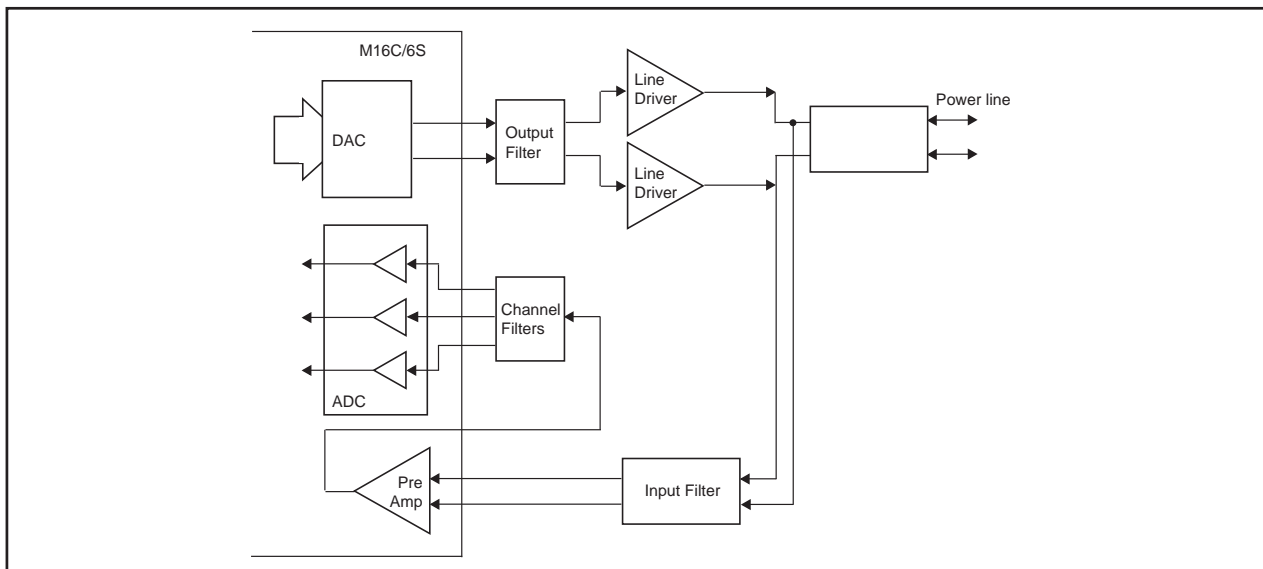 M16C/6S
DAC
Output
Filter
Line
Driver
Line
Driver
Power line
ADC
Channel
Filters
Pre
Amp
Input Filter